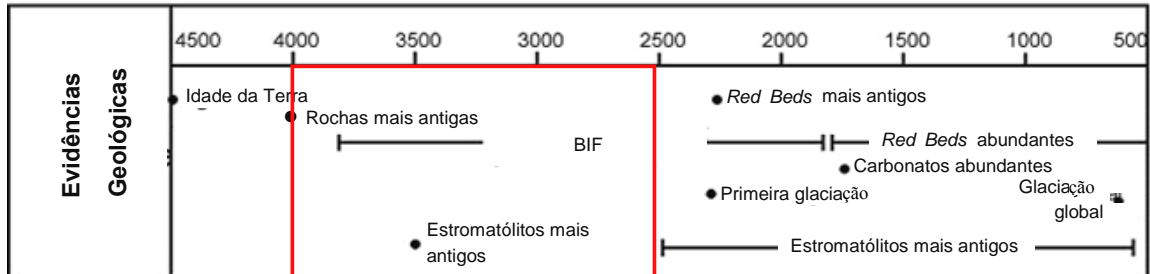 Evidências
Geológicas
4500 4000 3500 3000 2500 2000 1500 1000 500
Idade da Terra
Red Beds mais antigos
Rochas mais antigas
BIF
Red Beds abundantes
Carbonatos abundantes
Primeira glaciação
Glaciação
global
Estromatólitos mais
antigos
Estromatólitos mais antigos